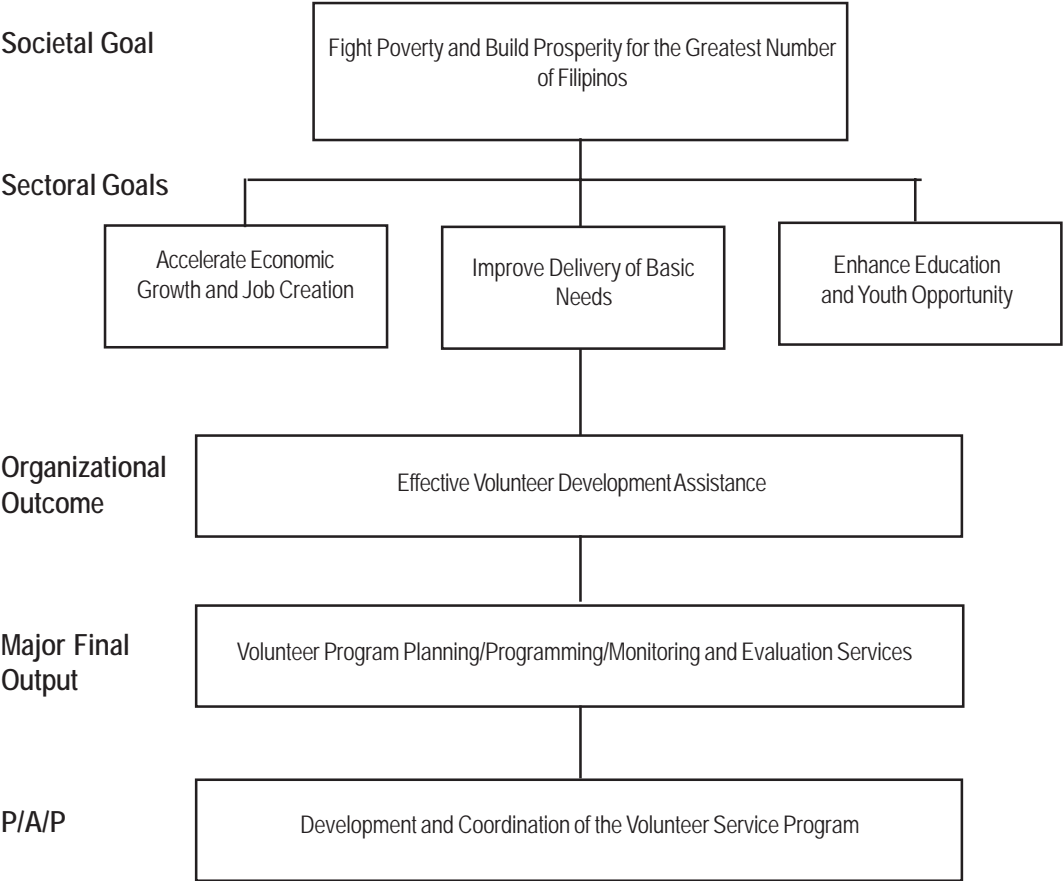 Societal Goal
Fight Poverty and Build Prosperity for the Greatest Number
of Filipinos
Sectoral Goals
Accelerate Economic
Growth and Job Creation
Improve Delivery of Basic
Needs
Enhance Education
and Youth Opportunity
Organizational
Outcome
Effective Volunteer Development Assistance
Major Final
Output
Volunteer Program Planning/Programming/Monitoring and Evaluation Services
P/A/P
Development and Coordination of the Volunteer Service Program